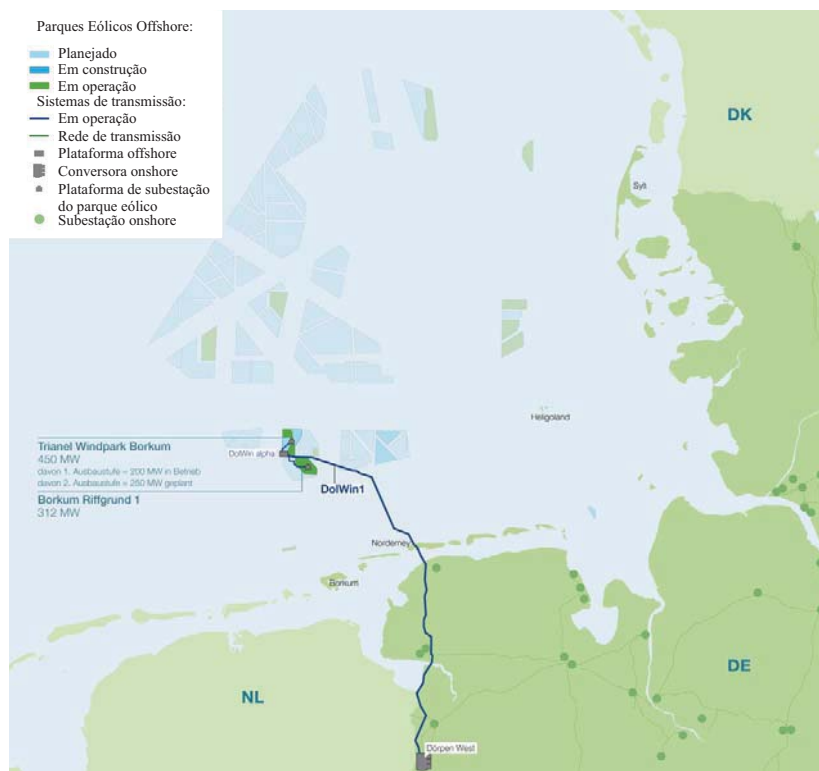 Parques Eólicos Offshore:
Planejado
Em construção
Em operação
Sistemas de transmissão:
Em operação
Rede de transmissão
Plataforma offshore
Conversora onshore
Plataforma de subestação
do parque eólico
Subestação onshore
DK
Sylt
Helgoland
Trianel Windpark Borkum
450 MW
davon 1. Ausbaustufe = 200 MW in Betrieb
davon 2. Ausbaustufe = 250 MW geplant
DolWin alpha
Borkum Riffgrund 1
312 MW
DolWin1
Norderney
Borkum
NL
DE
Dörpen West